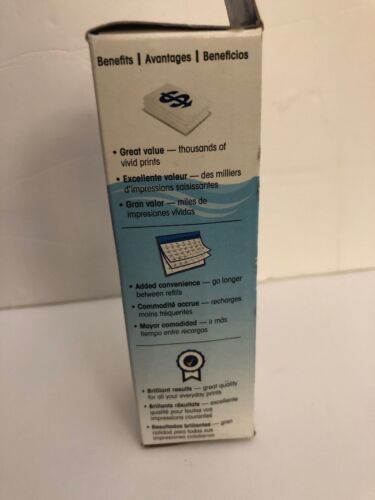 Benefits | Avantages | Beneficios
$
• Great value — thousands of
vivid prints
• Excellente valeur — des milliers
d'impressions saisissantes
• Gran valor — miles de
impresiones vívidas
• Added convenience — go longer
between refills
• Commodité accrue — recharges
moins fréquentes
• Mayor comodidad — o más
tiempo entre recargas
• Brilliant results — great quality
for all your everyday prints
• Brillants résultats — excellente
qualité pour toutes vos
impressions courantes
• Resultados brillantes — gran
calidad para todas sus
impresiones cotidianas